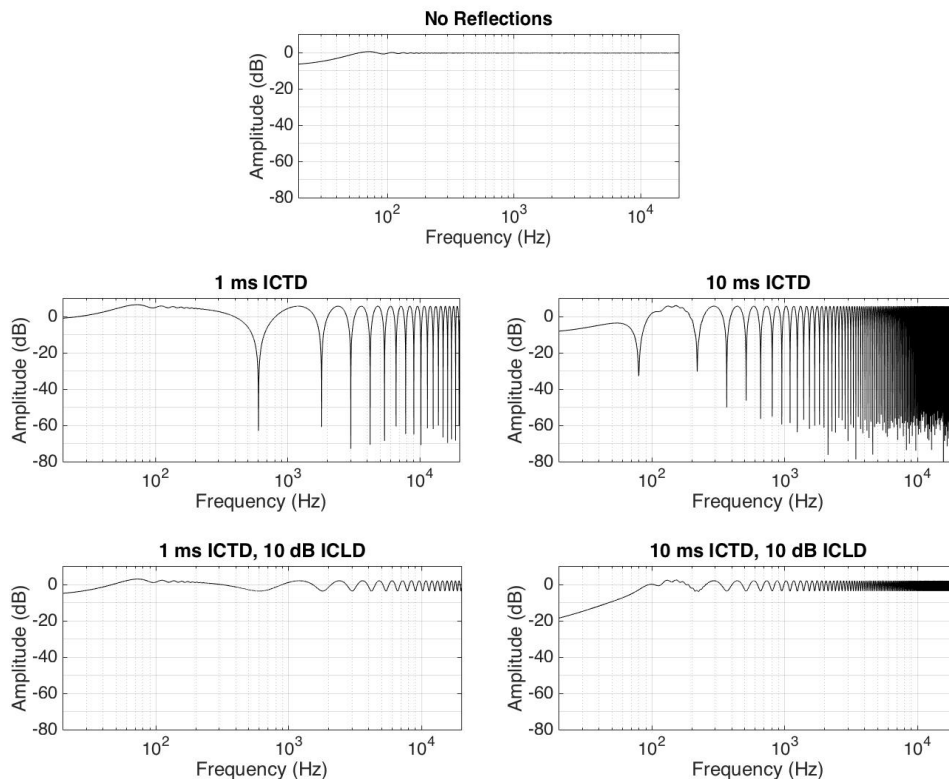 No Reflections
0
-20
-40
-60
-80
Amplitude (dB)
10^2
10^3
10^4
Frequency (Hz)
1 ms ICTD
0
-20
-40
-60
-80
Amplitude (dB)
10^2
10^3
10^4
Frequency (Hz)
10 ms ICTD
0
-20
-40
-60
-80
Amplitude (dB)
10^2
10^3
10^4
Frequency (Hz)
1 ms ICTD, 10 dB ICLD
0
-20
-40
-60
-80
Amplitude (dB)
10^2
10^3
10^4
Frequency (Hz)
10 ms ICTD, 10 dB ICLD
0
-20
-40
-60
-80
Amplitude (dB)
10^2
10^3
10^4
Frequency (Hz)